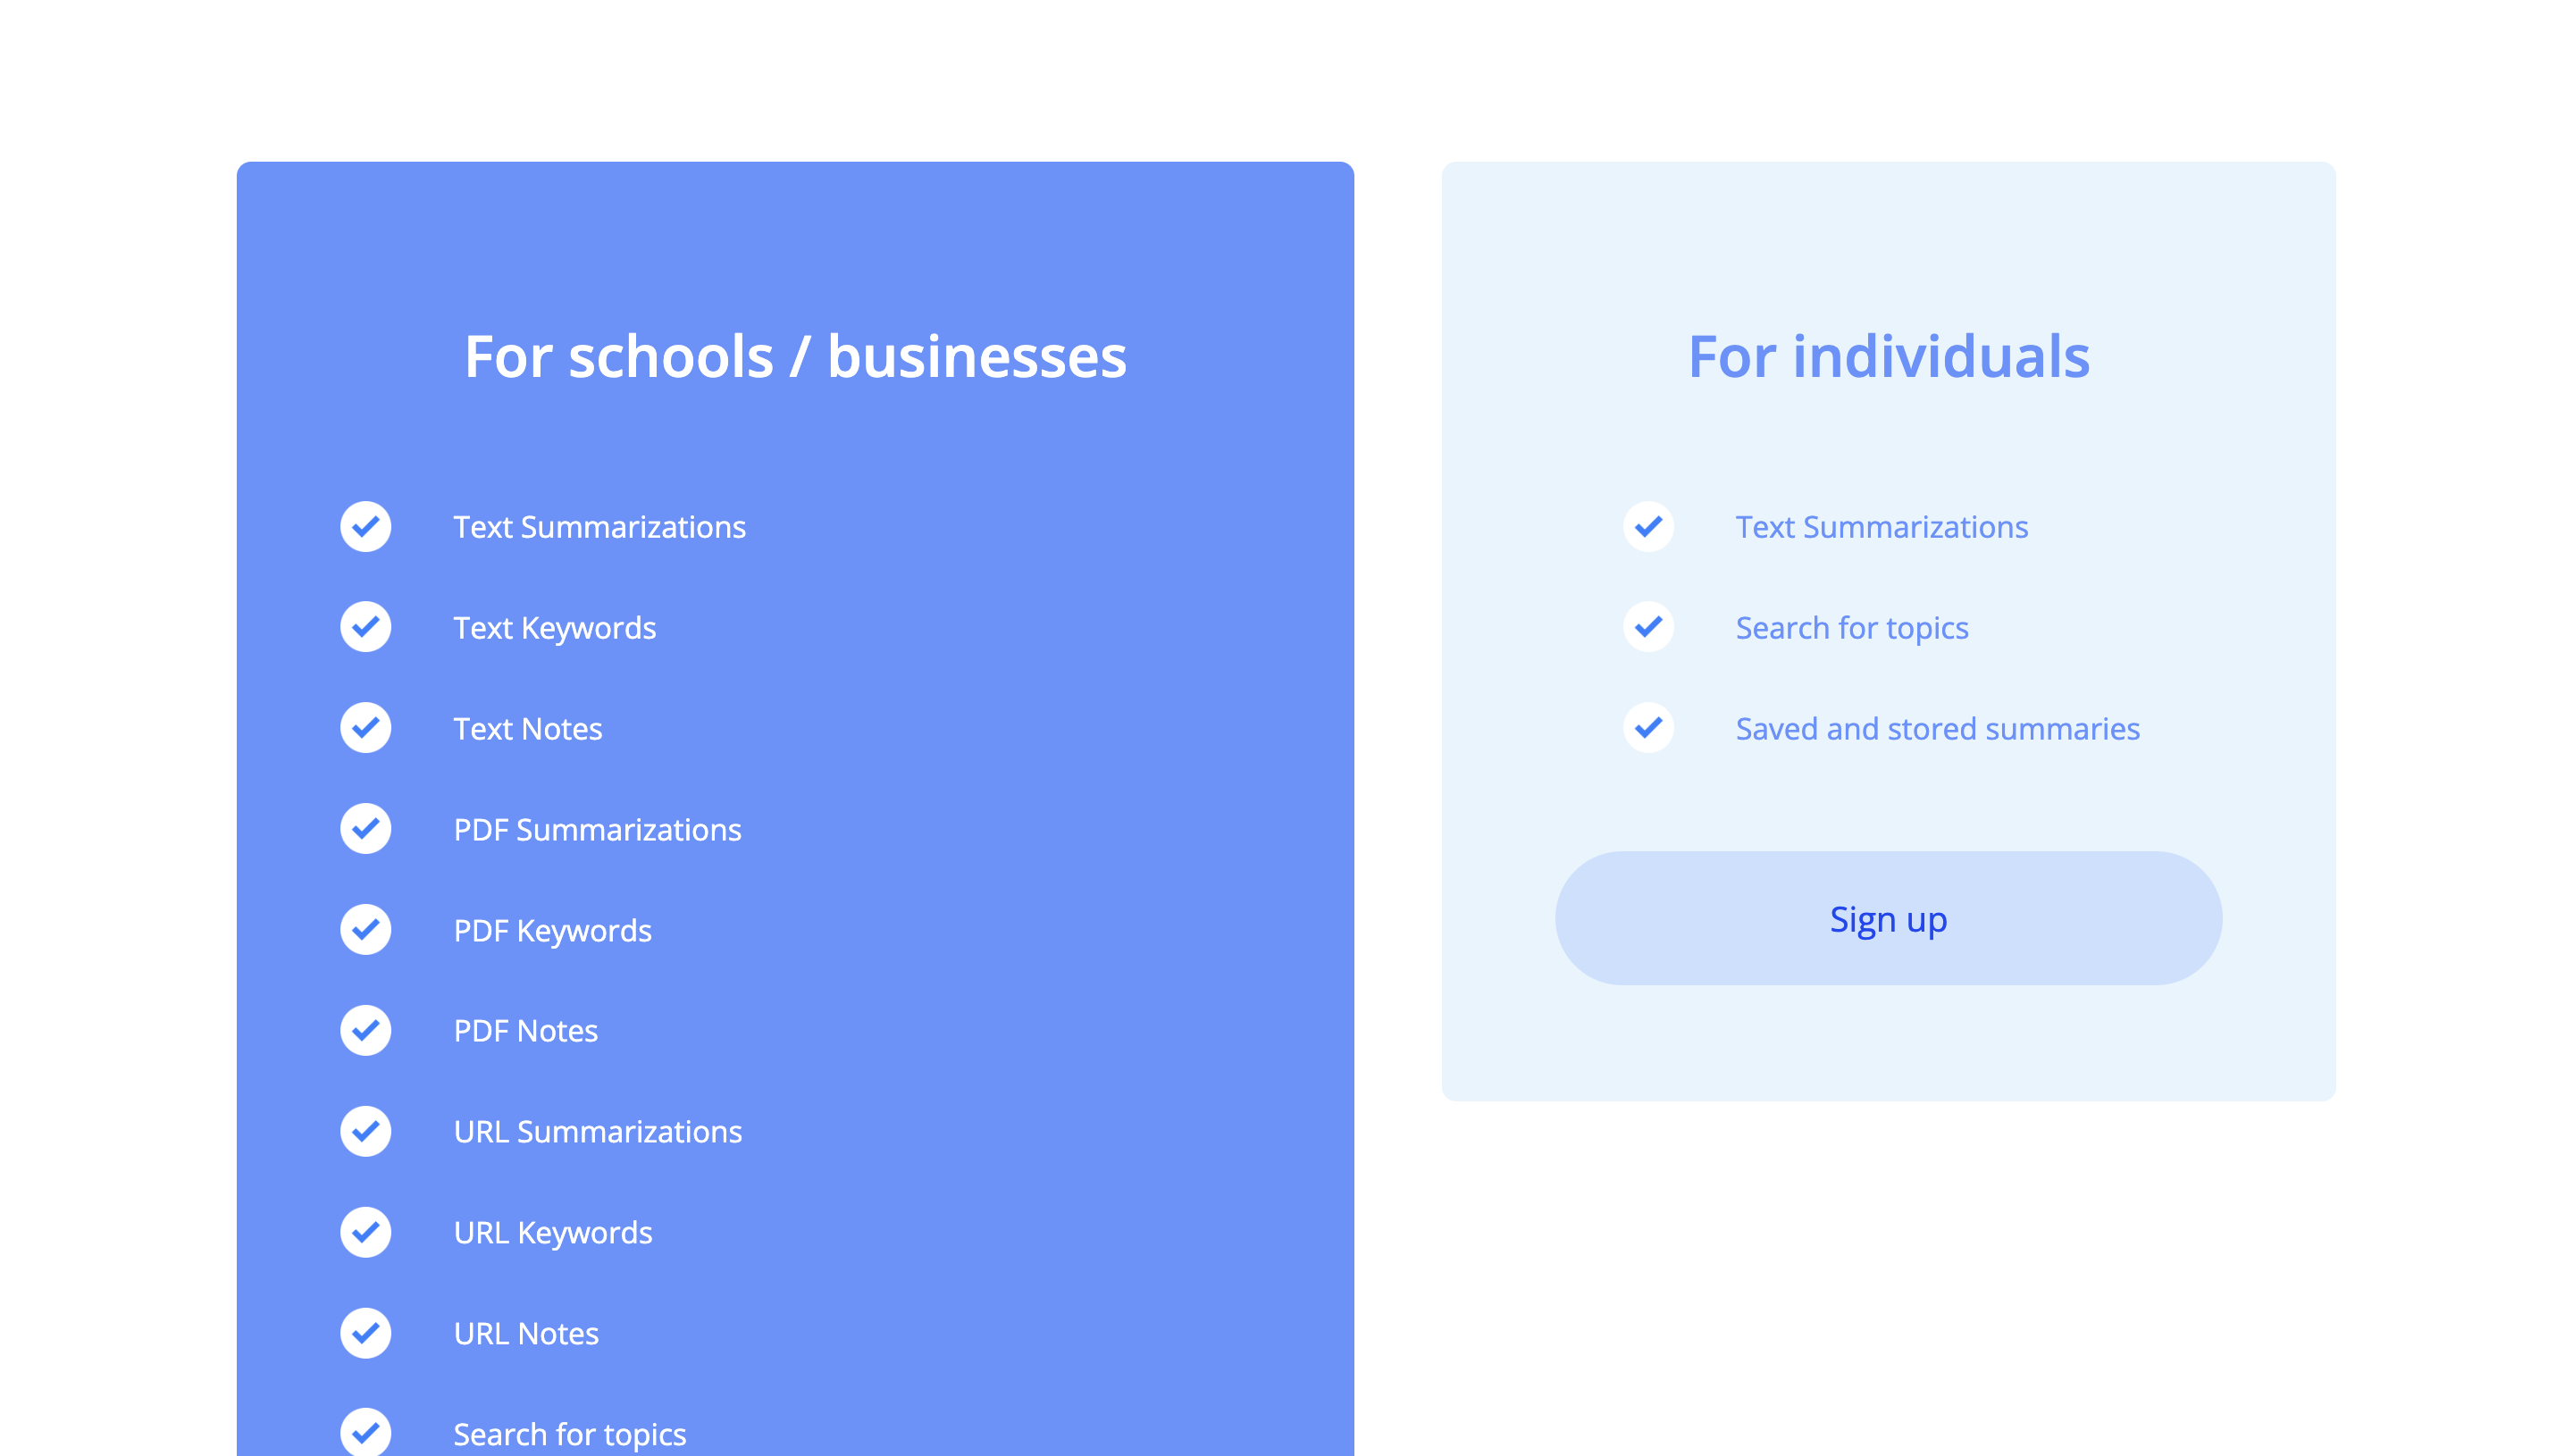 For schools / businesses
Text Summarizations
Text Keywords
Text Notes
PDF Summarizations
PDF Keywords
PDF Notes
URL Summarizations
URL Keywords
URL Notes
Search for topics
For individuals
Text Summarizations
Search for topics
Saved and stored summaries
Sign up